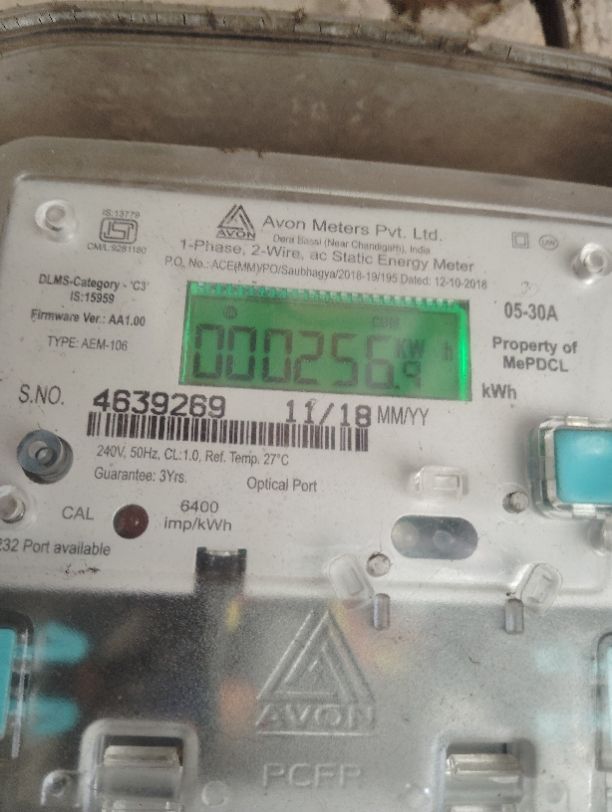 IS:13779
CM/L:9281180
AVON
Avon Meters Pvt. Ltd.
Dera Bassi (Near Chandigarh), India
1-Phase, 2-Wire, ac Static Energy Meter
P.O. No.: ACE(MM)/PO/Saubhagya/2018-19/195 Dated: 12-10-2018
DLMS-Category - 'C3'
IS:15959
Firmware Ver.: AA1.00
TYPE: AEM-106
CUM
000256.9 KW h
05-30A
Property of
MePDCL
kWh
S.NO. 4639269 11/18 MM/YY
240V, 50Hz, CL:1.0, Ref. Temp. 27°C
Guarantee: 3Yrs.
Optical Port
CAL
6400
imp/kWh
232 Port available
AVON